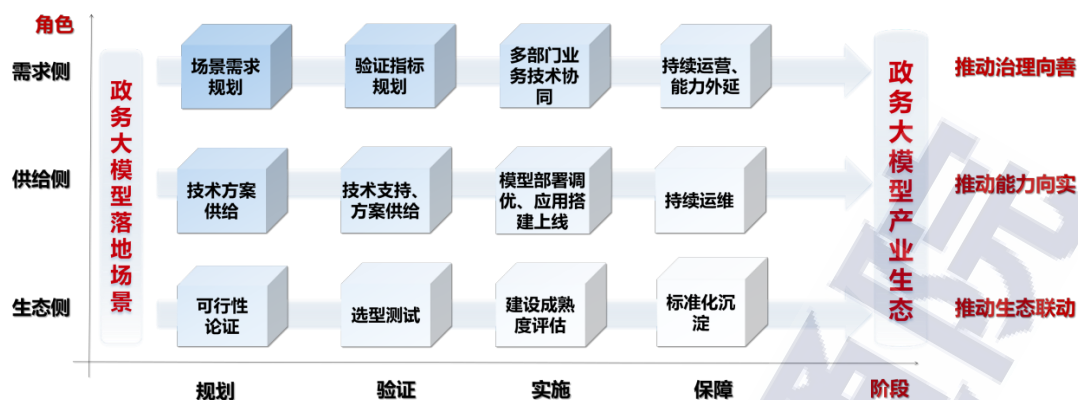 角色
需求侧
供给侧
生态侧
政务大模型落地场景
场景需求
规划
验证指标
规划
多部门业
务技术协
同
持续运营、
能力外延
技术方案
供给
技术支持、
方案供给
模型部署调
优、应用搭
建上线
持续运维
可行性
论证
选型测试
建设成熟
度评估
标准化沉
淀
政务大模型产业生态
推动治理向善
推动能力向实
推动生态联动
规划
验证
实施
保障
阶段